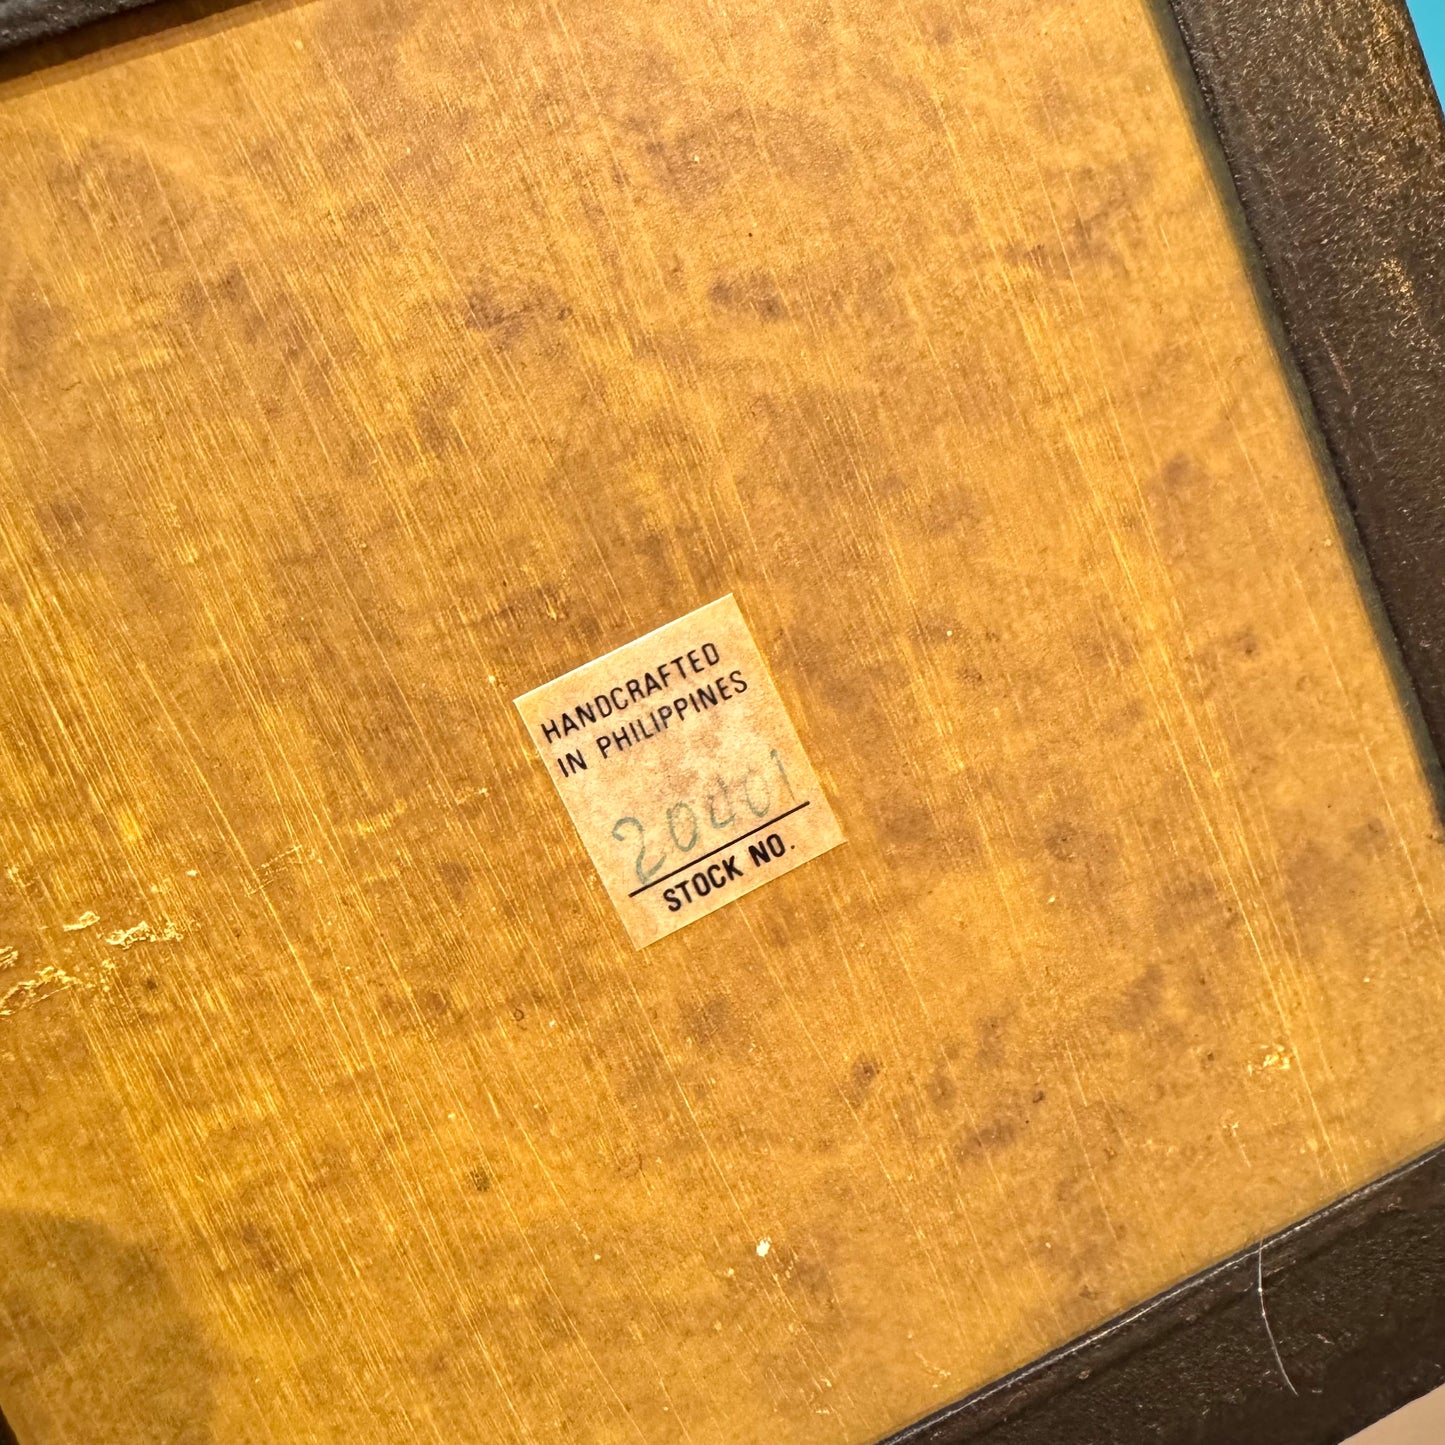 HANDCRAFTED
IN PHILIPPINES
20401
STOCK NO.